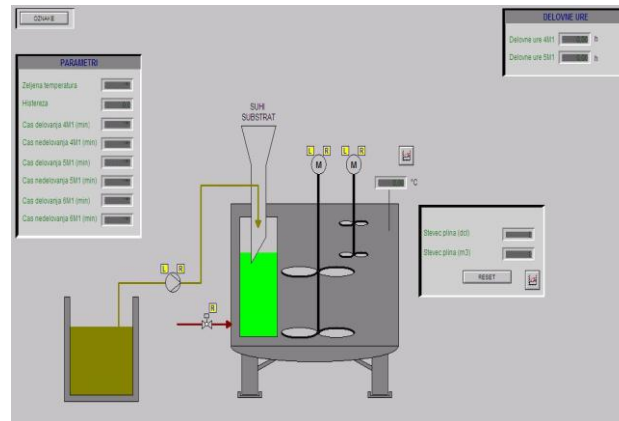 OZNAKE
PARAMETRI
Zeljena temperatura
Histereza
Cas delovanja 4M1 (min)
Cas nedelovanja 4M1 (min)
Cas delovanja 5M1 (min)
Cas nedelovanja 5M1 (min)
Cas delovanja 6M1 (min)
Cas nedelovanja 6M1 (min)
SUHI
SUBSTRAT
L R
L R
L R
M
M
R
°C
DELOVNE URE
Delovne ure 4M1 h
Delovne ure 5M1 h
Stevec plina (dcl)
Stevec plina (m3)
RESET